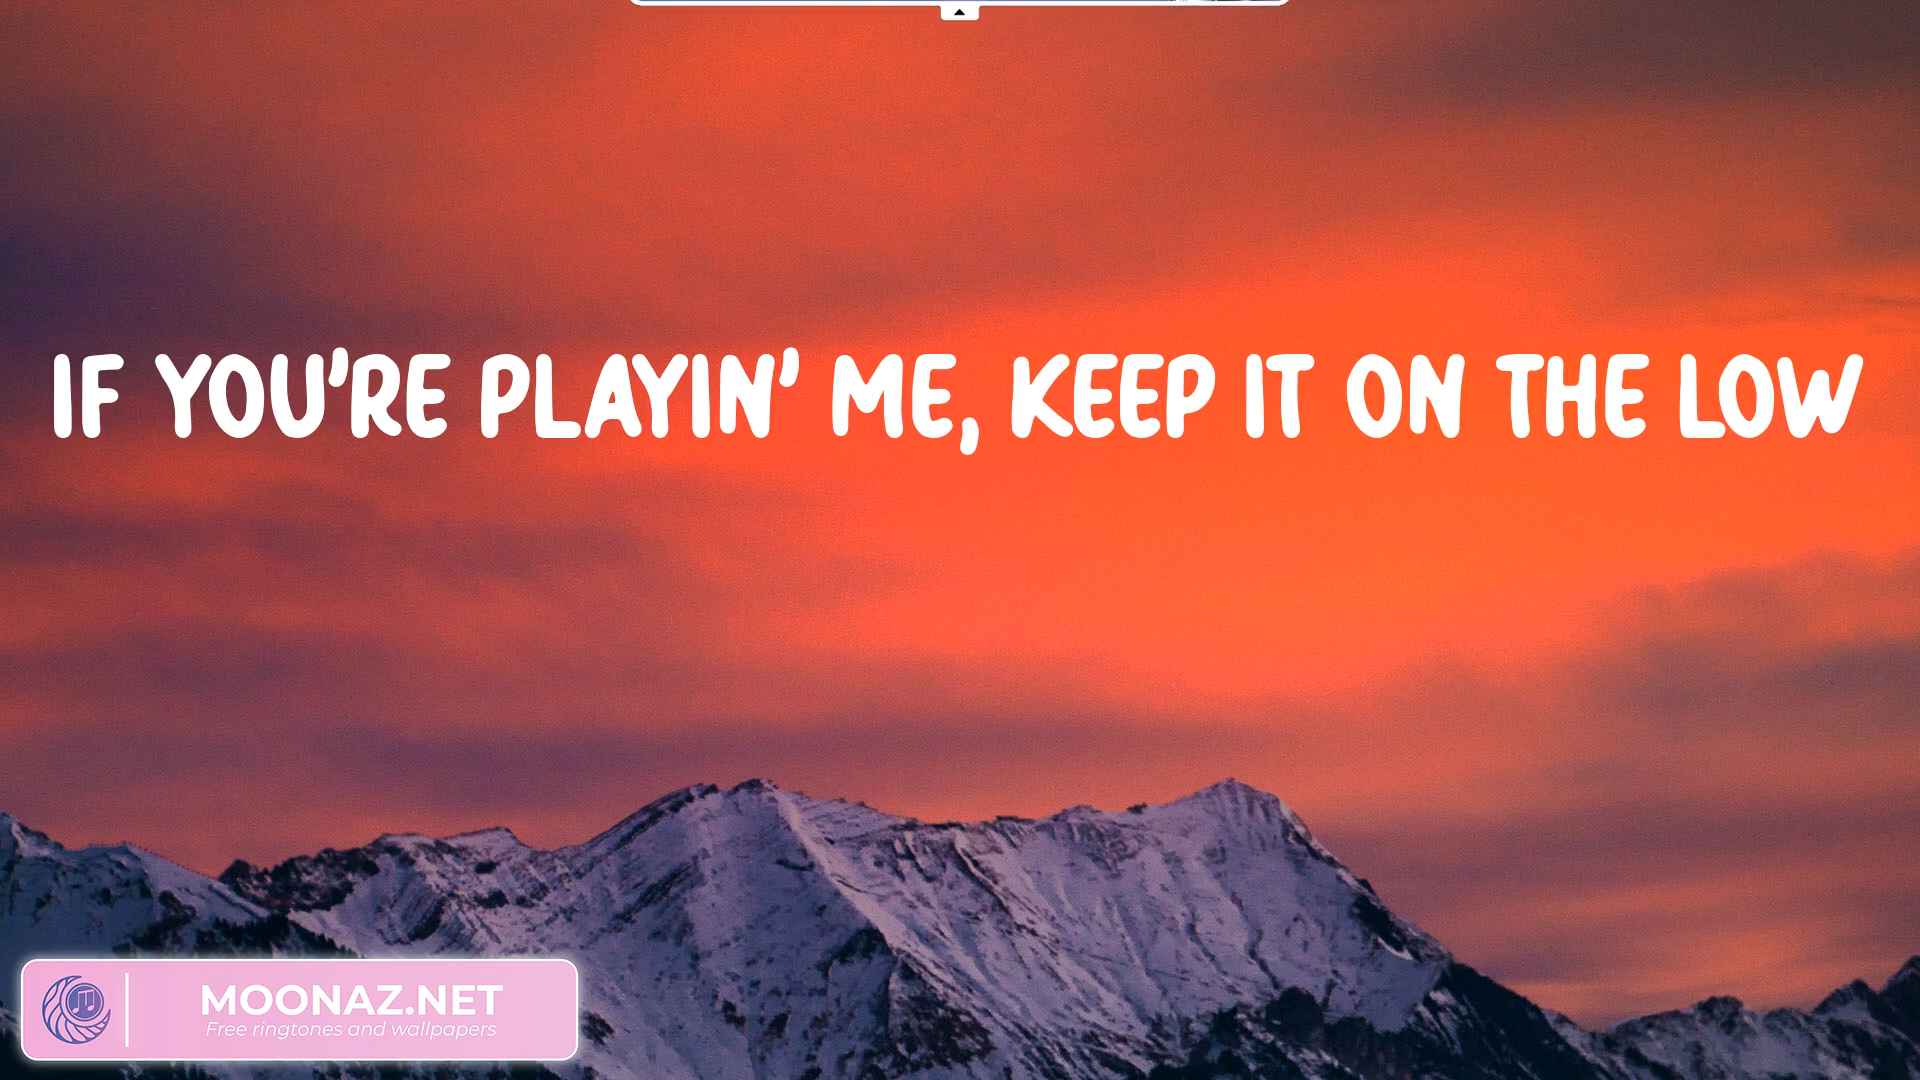 IF YOU'RE PLAYIN' ME, KEEP IT ON THE LOW
MOONAZ.NET
Free ringtones and wallpapers